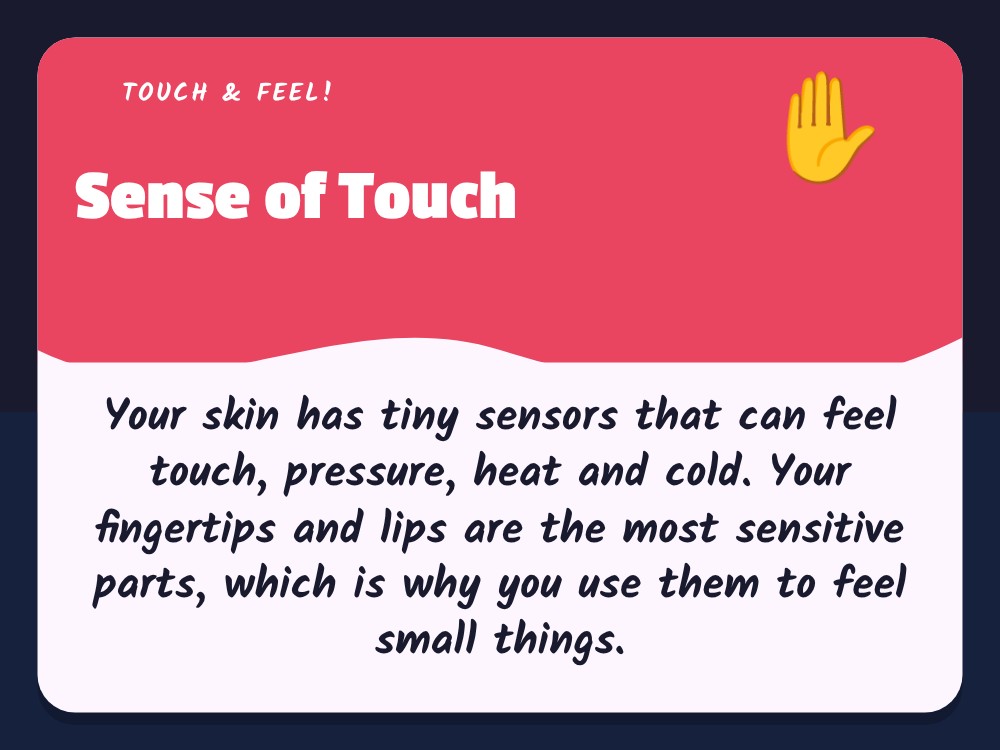 TOUCH & FEEL!
Sense of Touch
Your skin has tiny sensors that can feel
touch, pressure, heat and cold. Your
fingertips and lips are the most sensitive
parts, which is why you use them to feel
small things.